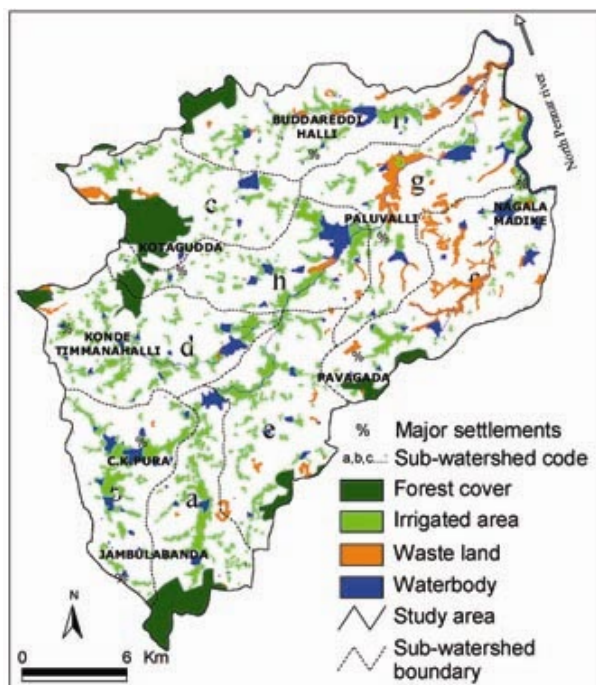 North Pennar river
BUDDAREDDI
HALLI
g
c
PALUVALLI
NAGALA
MADIKE
KOTAGUDDA
h
KONDE
TIMMANAHALLI
d
PAVAGADA
e
C.K.PURA
a
b
JAMBULABANDA
% Major settlements
a,b,c... Sub-watershed code
Forest cover
Irrigated area
Waste land
Waterbody
Study area
Sub-watershed
boundary
N
0 6 Km